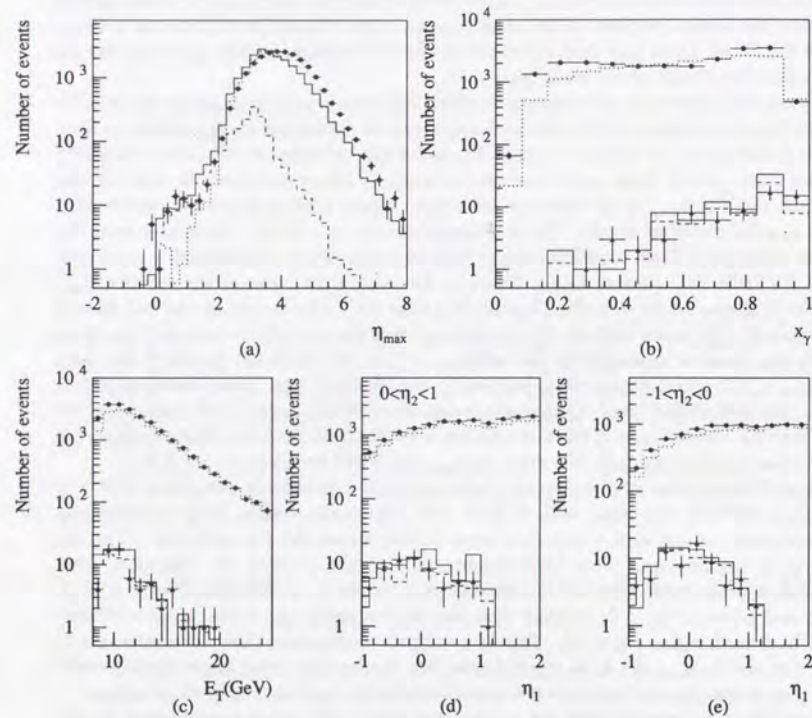 Number of events
10³
10²
10
1
-2
0
2
4
6
8
η_max
(a)
Number of events
10⁴
10³
10²
10
1
0
0.2
0.4
0.6
0.8
1
x_γ
(b)
Number of events
10⁴
10³
10²
10
1
10
20
E_T(GeV)
(c)
Number of events
0<η₂<1
10³
10²
10
1
-1
0
1
2
η₁
(d)
Number of events
-1<η₂<0
10³
10²
10
1
-1
0
1
2
η₁
(e)